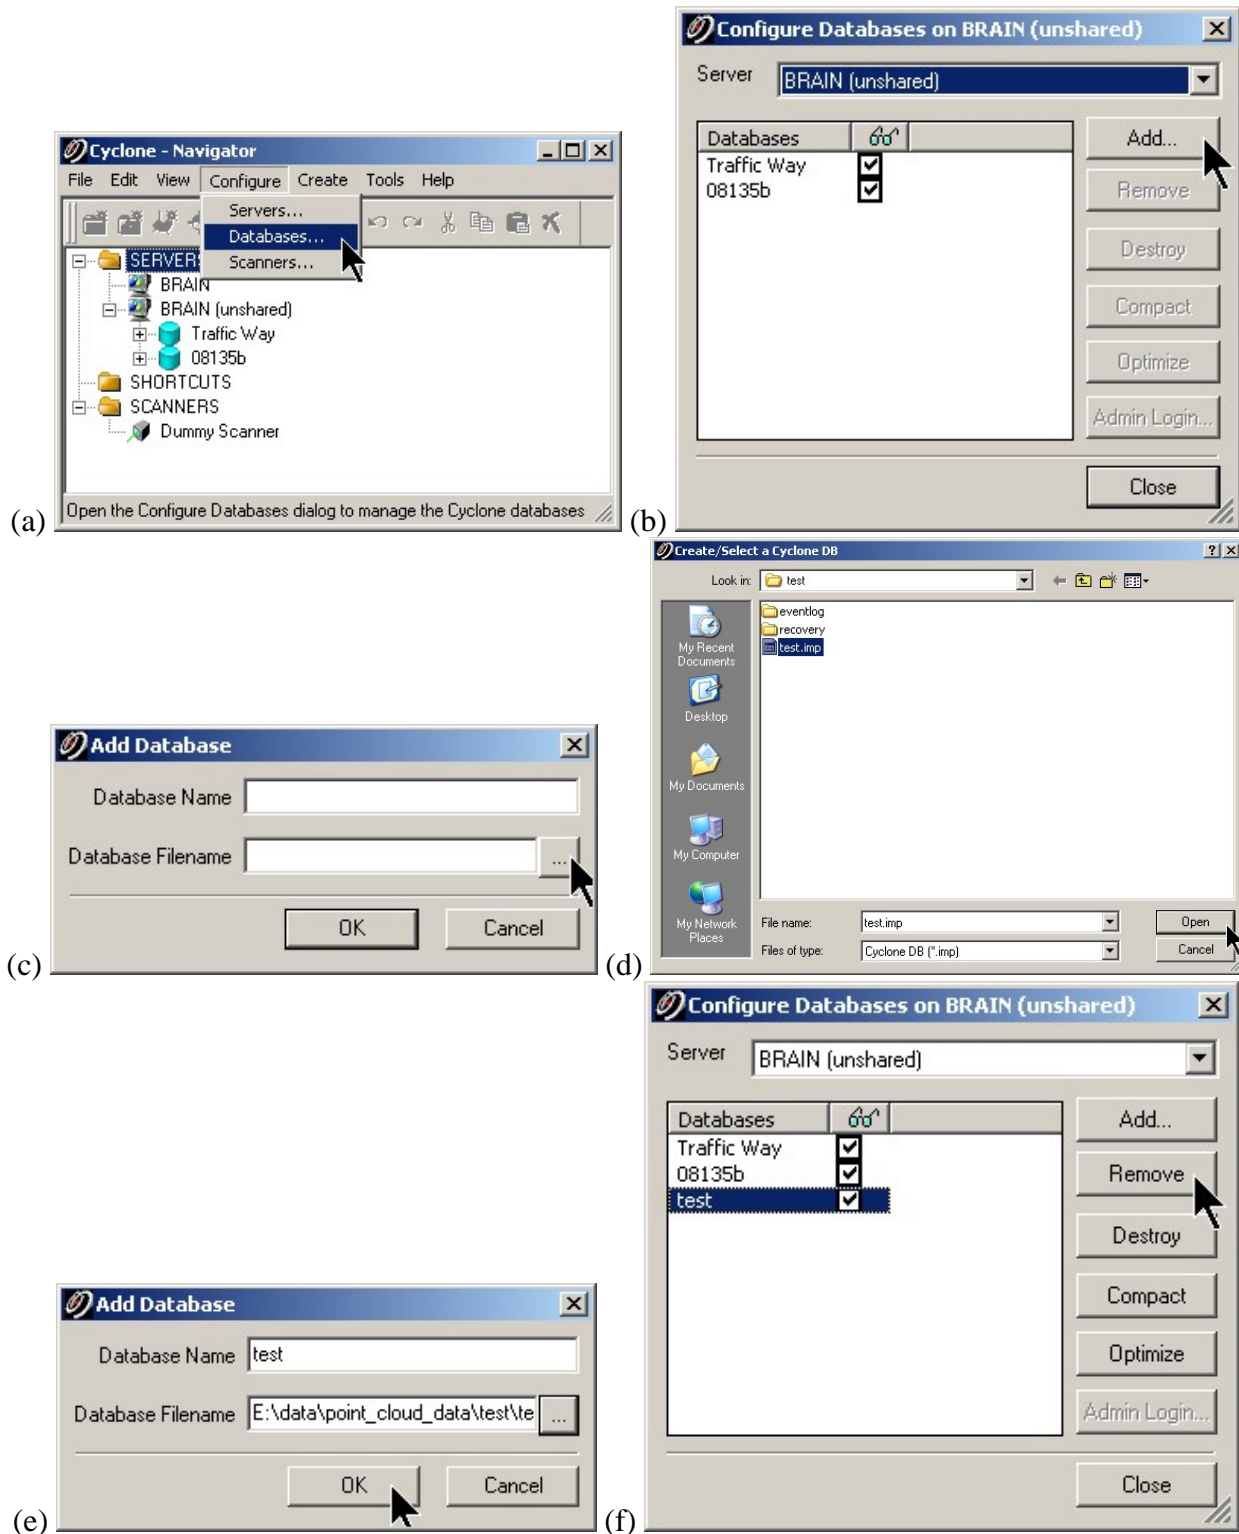 Cyclone - Navigator
File Edit View Configure Create Tools Help
Servers...
Databases...
Scanners...
SERVERS
BRAIN
BRAIN (unshared)
Traffic Way
08135b
SHORTCUTS
SCANNERS
Dummy Scanner
Open the Configure Databases dialog to manage the Cyclone databases
(a)
Configure Databases on BRAIN (unshared)
Server BRAIN (unshared)
Databases
Traffic Way
08135b
Add...
Remove
Destroy
Compact
Optimize
Admin Login...
Close
(b)
Add Database
Database Name
Database Filename ...
OK Cancel
(c)
Create/Select a Cyclone DB
Look in: test
My Recent Documents
Desktop
My Documents
My Computer
My Network Places
eventlog
recovery
test.imp
File name: test.imp Open
Files of type: Cyclone DB (*.imp) Cancel
(d)
Add Database
Database Name test
Database Filename E:\data\point_cloud_data\test\te ...
OK Cancel
(e)
Configure Databases on BRAIN (unshared)
Server BRAIN (unshared)
Databases
Traffic Way
08135b
test
Add...
Remove
Destroy
Compact
Optimize
Admin Login...
Close
(f)